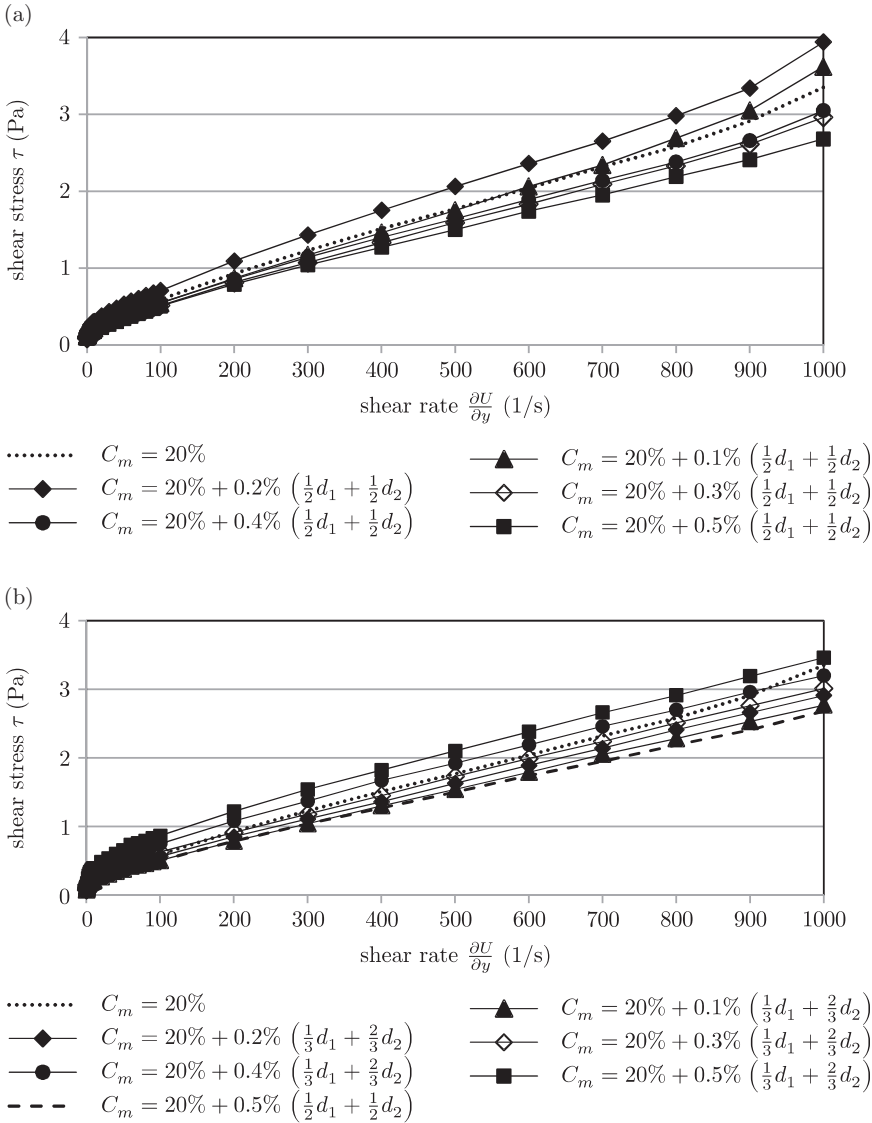 (a)
4
3
2
1
0
shear stress τ (Pa)
0 100 200 300 400 500 600 700 800 900 1000
shear rate ∂U/∂y (1/s)
C_m = 20%
C_m = 20% + 0.2% (1/2 d_1 + 1/2 d_2)
C_m = 20% + 0.4% (1/2 d_1 + 1/2 d_2)
C_m = 20% + 0.1% (1/2 d_1 + 1/2 d_2)
C_m = 20% + 0.3% (1/2 d_1 + 1/2 d_2)
C_m = 20% + 0.5% (1/2 d_1 + 1/2 d_2)
(b)
4
3
2
1
0
shear stress τ (Pa)
0 100 200 300 400 500 600 700 800 900 1000
shear rate ∂U/∂y (1/s)
C_m = 20%
C_m = 20% + 0.2% (1/3 d_1 + 2/3 d_2)
C_m = 20% + 0.4% (1/3 d_1 + 2/3 d_2)
C_m = 20% + 0.5% (1/2 d_1 + 1/2 d_2)
C_m = 20% + 0.1% (1/3 d_1 + 2/3 d_2)
C_m = 20% + 0.3% (1/3 d_1 + 2/3 d_2)
C_m = 20% + 0.5% (1/3 d_1 + 2/3 d_2)